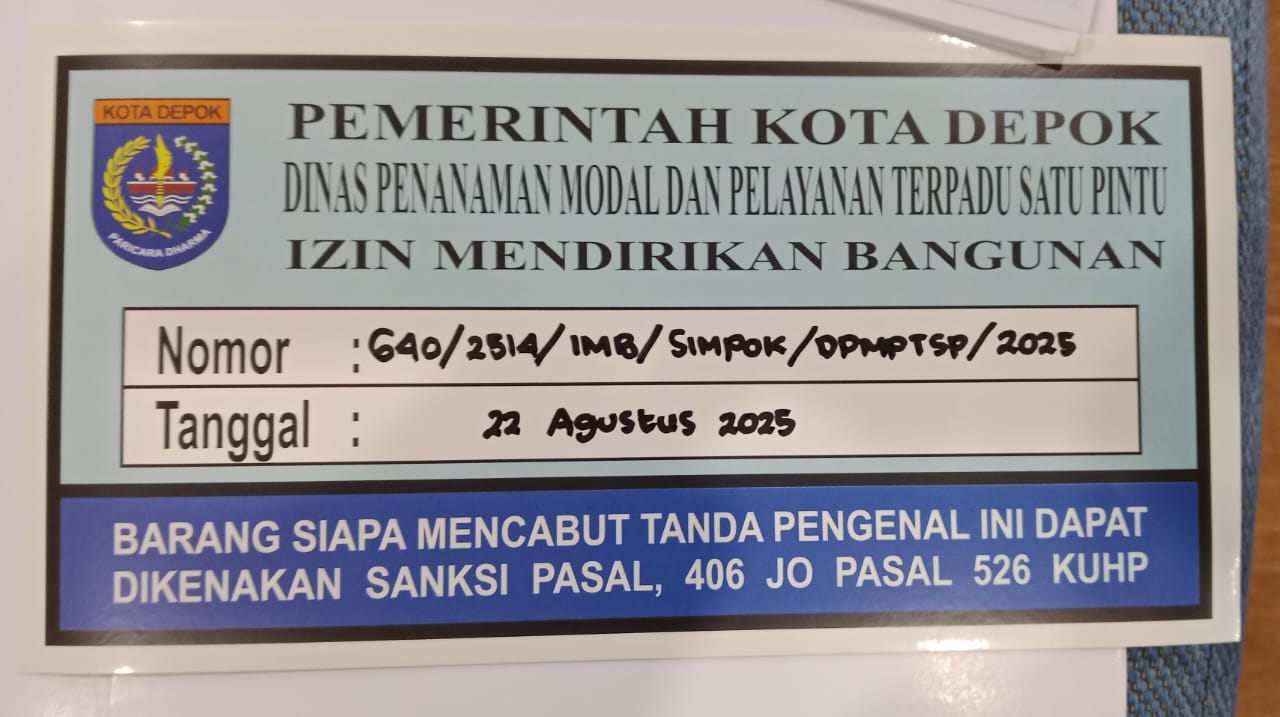 KOTA DEPOK
PARICARA DHARMA
PEMERINTAH KOTA DEPOK
DINAS PENANAMAN MODAL DAN PELAYANAN TERPADU SATU PINTU
IZIN MENDIRIKAN BANGUNAN
Nomor : 640/2514/IMB/SIMPOK/DPMPTSP/2025
Tanggal : 22 Agustus 2025
BARANG SIAPA MENCABUT TANDA PENGENAL INI DAPAT
DIKENAKAN SANKSI PASAL, 406 JO PASAL 526 KUHP